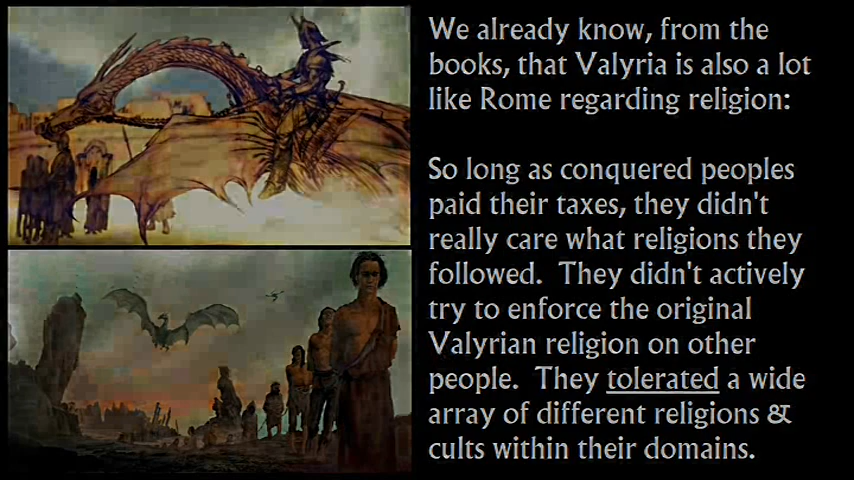 We already know, from the
books, that Valyria is also a lot
like Rome regarding religion:
So long as conquered peoples
paid their taxes, they didn't
really care what religions they
followed. They didn't actively
try to enforce the original
Valyrian religion on other
people. They tolerated a wide
array of different religions &
cults within their domains.